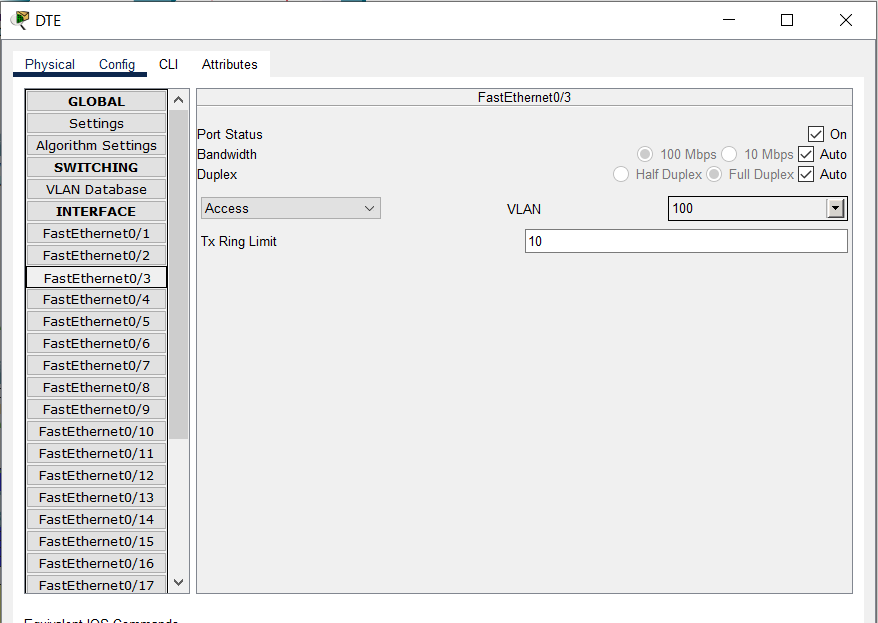 DTE
Physical Config CLI Attributes
GLOBAL
Settings
Algorithm Settings
SWITCHING
VLAN Database
INTERFACE
FastEthernet0/1
FastEthernet0/2
FastEthernet0/3
FastEthernet0/4
FastEthernet0/5
FastEthernet0/6
FastEthernet0/7
FastEthernet0/8
FastEthernet0/9
FastEthernet0/10
FastEthernet0/11
FastEthernet0/12
FastEthernet0/13
FastEthernet0/14
FastEthernet0/15
FastEthernet0/16
FastEthernet0/17
FastEthernet0/3
Port Status On
Bandwidth 100 Mbps 10 Mbps Auto
Duplex Half Duplex Full Duplex Auto
Access VLAN 100
Tx Ring Limit 10
Equivalent IOS Commands